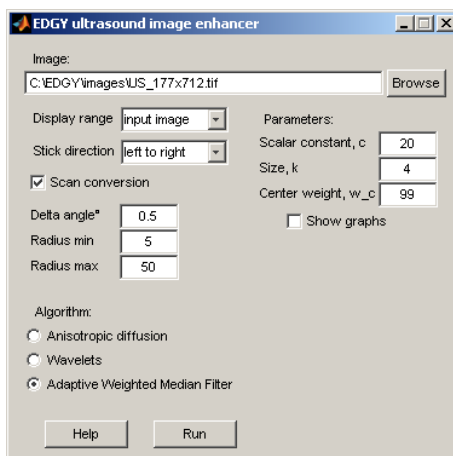 EDGY ultrasound image enhancer
Image:
C:\EDGY\images\US_177x712.tif Browse
Display range input image
Stick direction left to right
Scan conversion
Delta angle° 0.5
Radius min 5
Radius max 50
Parameters:
Scalar constant, c 20
Size, k 4
Center weight, w_c 99
Show graphs
Algorithm:
Anisotropic diffusion
Wavelets
Adaptive Weighted Median Filter
Help Run